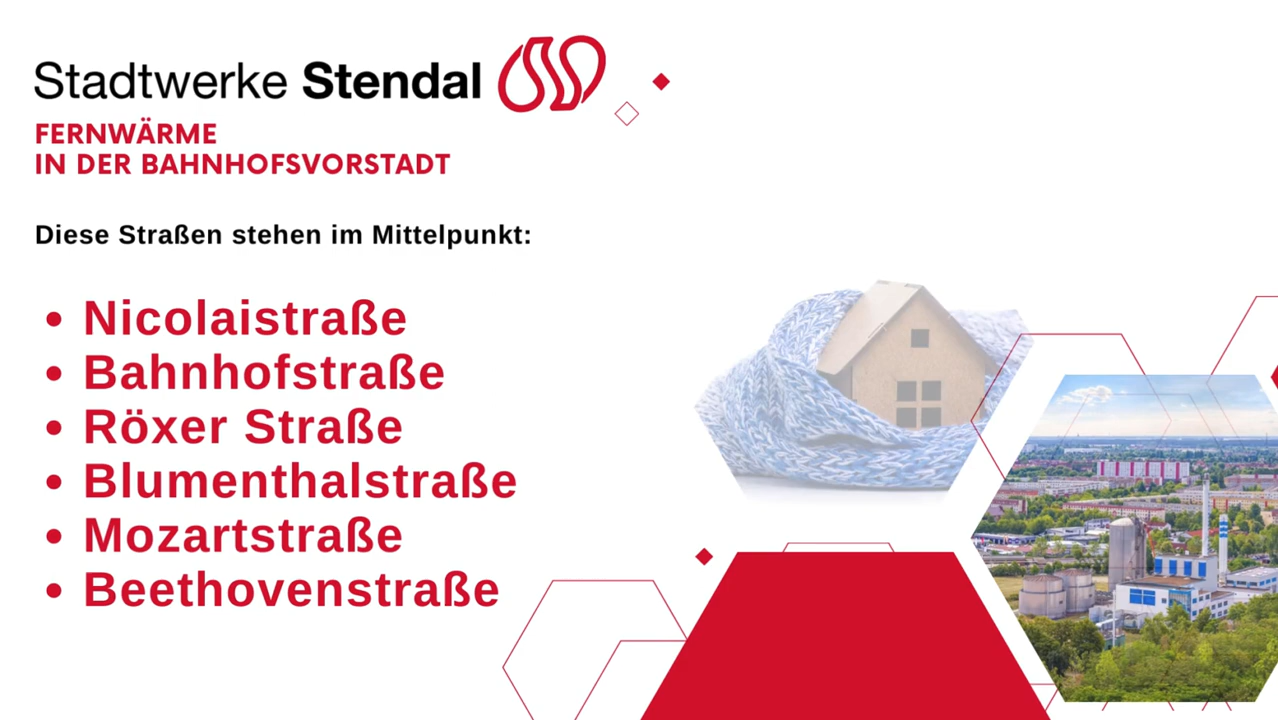 Stadtwerke Stendal
FERNWÄRME
IN DER BAHNHOFSVORSTADT
Diese Straßen stehen im Mittelpunkt:
• Nicolaistraße
• Bahnhofstraße
• Röxer Straße
• Blumenthalstraße
• Mozartstraße
• Beethovenstraße